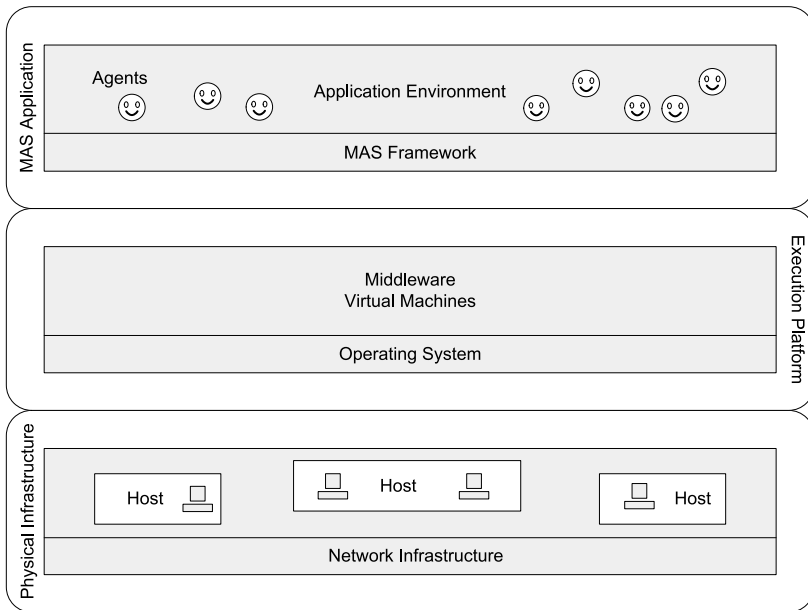 MAS Application
Agents
Application Environment
MAS Framework
Execution Platform
Middleware
Virtual Machines
Operating System
Physical Infrastructure
Host
Host
Host
Network Infrastructure